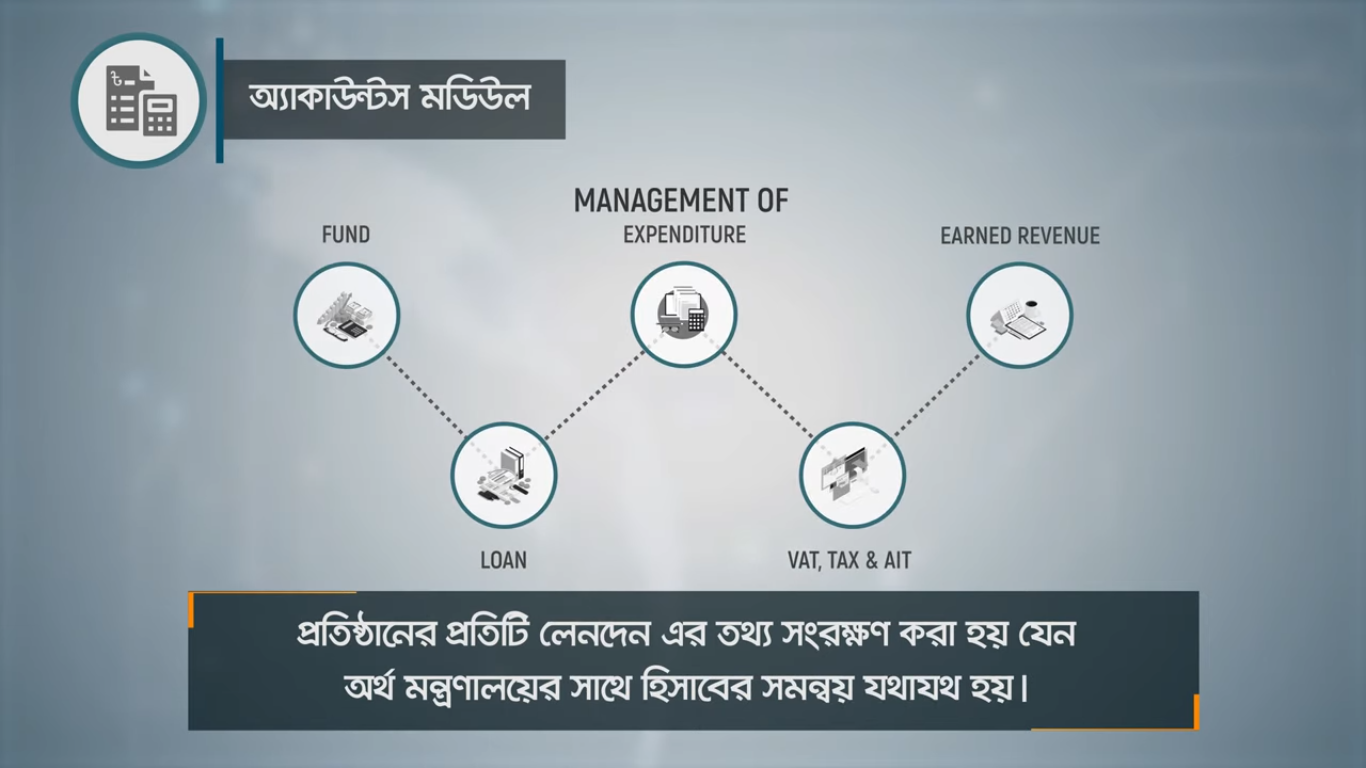 অ্যাকাউন্টস মডিউল
MANAGEMENT OF
FUND
EXPENDITURE
EARNED REVENUE
LOAN
VAT, TAX & AIT
প্রতিষ্ঠানের প্রতিটি লেনদেন এর তথ্য সংরক্ষণ করা হয় যেন
অর্থ মন্ত্রণালয়ের সাথে হিসাবের সমন্বয় যথাযথ হয়।